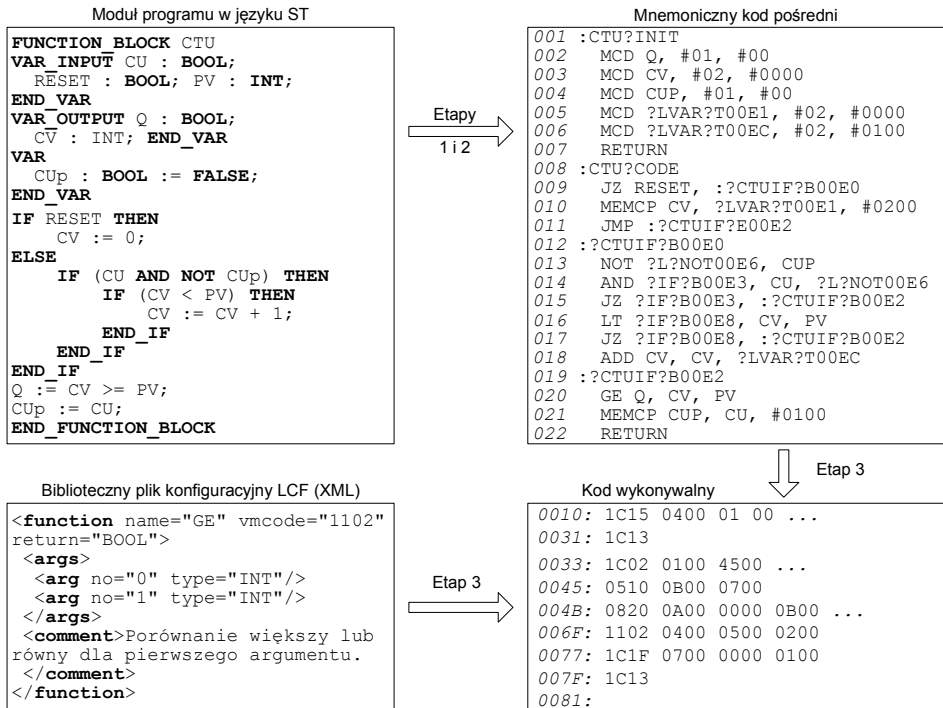 Moduł programu w języku ST
FUNCTION_BLOCK CTU
VAR_INPUT CU : BOOL;
RESET : BOOL; PV : INT;
END_VAR
VAR_OUTPUT Q : BOOL;
CV : INT; END_VAR
VAR
CUp : BOOL := FALSE;
END_VAR
IF RESET THEN
CV := 0;
ELSE
IF (CU AND NOT CUp) THEN
IF (CV < PV) THEN
CV := CV + 1;
END_IF
END_IF
END_IF
Q := CV >= PV;
CUp := CU;
END_FUNCTION_BLOCK
Etapy
1 i 2
Mnemoniczny kod pośredni
001 :CTU?INIT
002 MCD Q, #01, #00
003 MCD CV, #02, #0000
004 MCD CUP, #01, #00
005 MCD ?LVAR?T00E1, #02, #0000
006 MCD ?LVAR?T00EC, #02, #0100
007 RETURN
008 :CTU?CODE
009 JZ RESET, :?CTUIF?B00E0
010 MEMCP CV, ?LVAR?T00E1, #0200
011 JMP :?CTUIF?E00E2
012 :?CTUIF?B00E0
013 NOT ?L?NOT00E6, CUP
014 AND ?IF?B00E3, CU, ?L?NOT00E6
015 JZ ?IF?B00E3, :?CTUIF?B00E2
016 LT ?IF?B00E8, CV, PV
017 JZ ?IF?B00E8, :?CTUIF?B00E2
018 ADD CV, CV, ?LVAR?T00EC
019 :?CTUIF?B00E2
020 GE Q, CV, PV
021 MEMCP CUP, CU, #0100
022 RETURN
Etap 3
Biblioteczny plik konfiguracyjny LCF (XML)
<function name="GE" vmcode="1102"
return="BOOL">
<args>
<arg no="0" type="INT"/>
<arg no="1" type="INT"/>
</args>
<comment>Porównanie większy lub
równy dla pierwszego argumentu.
</comment>
</function>
Etap 3
Kod wykonywalny
0010: 1C15 0400 01 00 ...
0031: 1C13
0033: 1C02 0100 4500 ...
0045: 0510 0B00 0700
004B: 0820 0A00 0000 0B00 ...
006F: 1102 0400 0500 0200
0077: 1C1F 0700 0000 0100
007F: 1C13
0081: